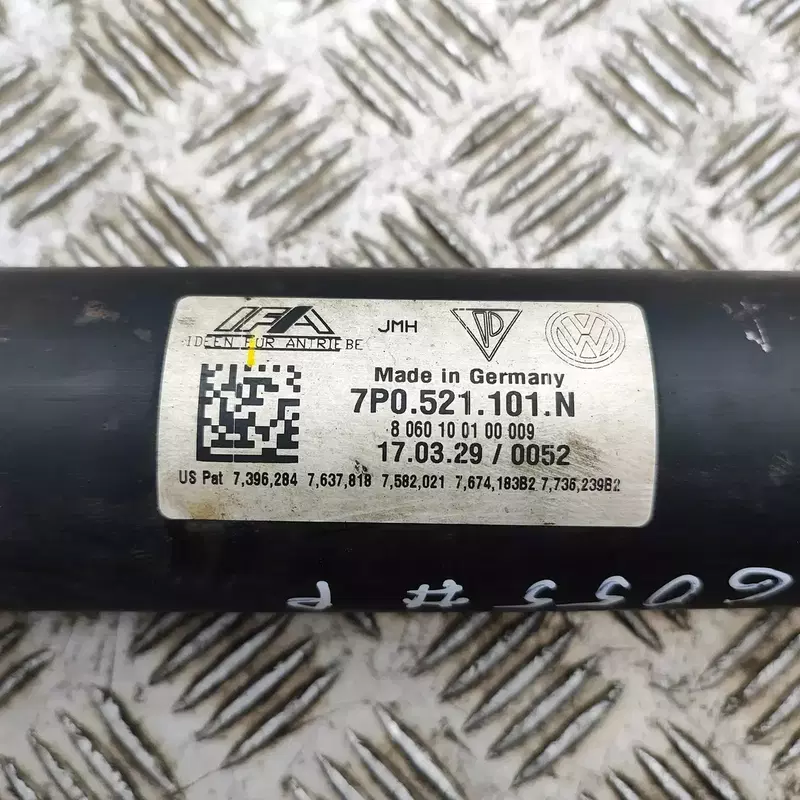 IFA
IDEEN FÜR ANTRIEBE
JMH
VW
Made in Germany
7P0.521.101.N
8 060 10 01 00 009
17.03.29 / 0052
US Pat 7,396,284 7,637,818 7,582,021 7,674,183B2 7,736,239B2